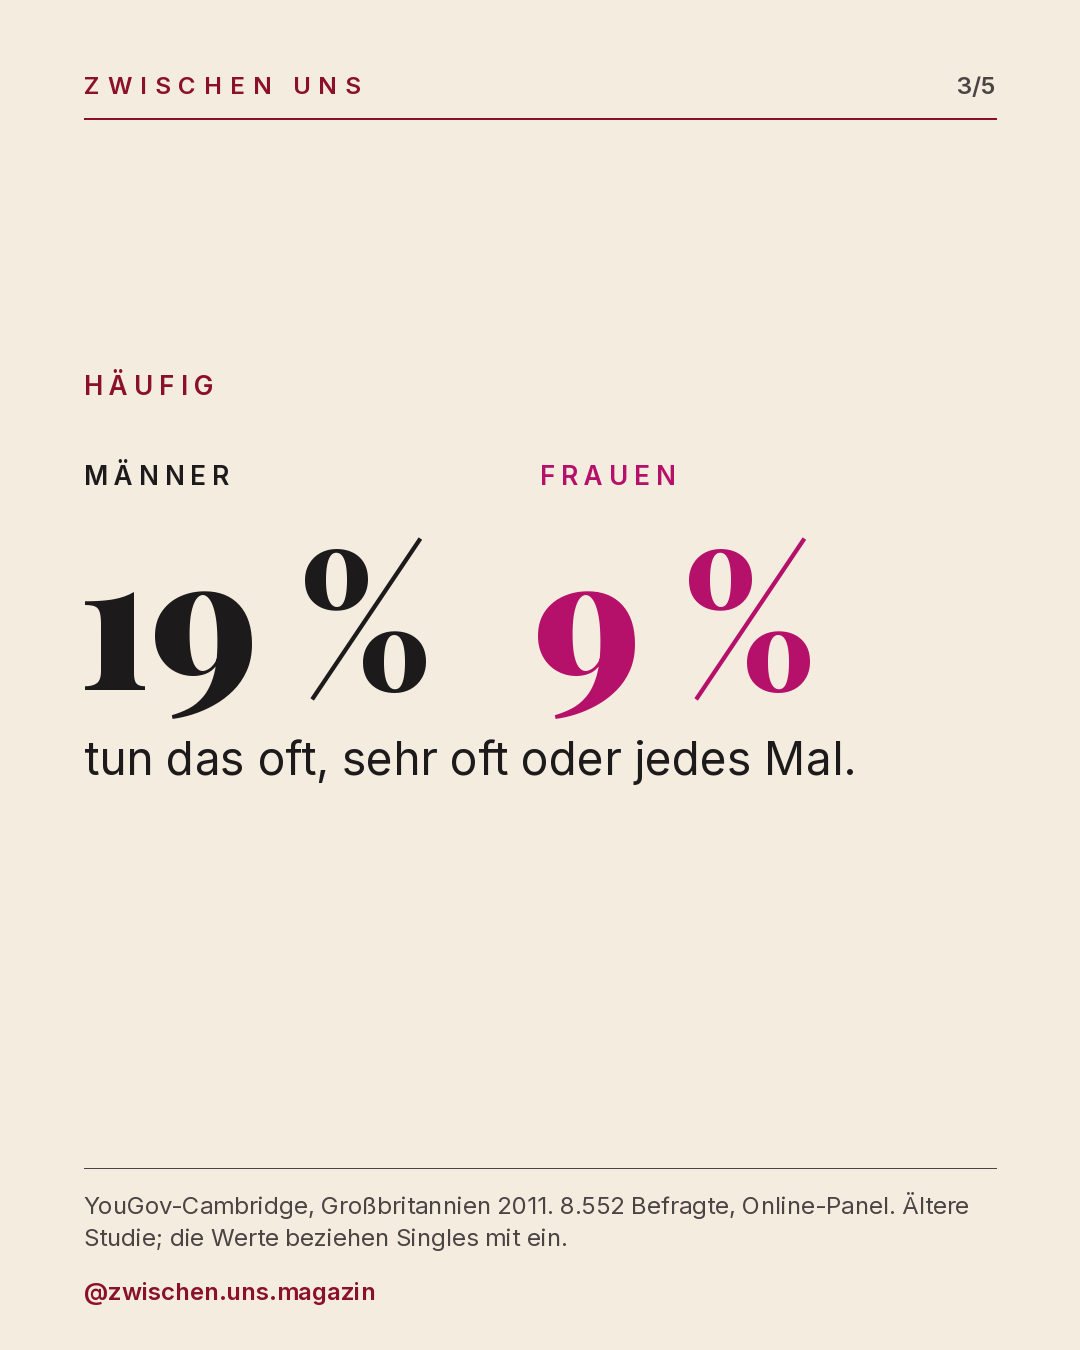 ZWISCHEN UNS
3/5
HÄUFIG
MÄNNER
FRAUEN
19 %
9 %
tun das oft, sehr oft oder jedes Mal.
YouGov-Cambridge, Großbritannien 2011. 8.552 Befragte, Online-Panel. Ältere
Studie; die Werte beziehen Singles mit ein.
@zwischen.uns.magazin